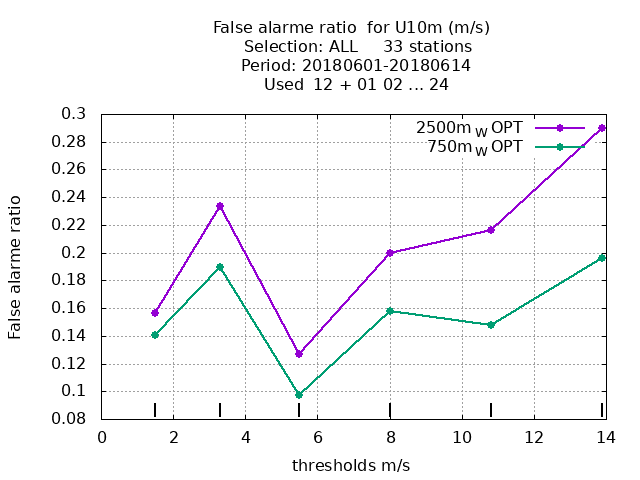 False alarme ratio  for U10m (m/s)
Selection: ALL     33 stations
Period: 20180601-20180614
Used  12 + 01 02 ... 24
False alarme ratio
0.3
0.28
0.26
0.24
0.22
0.2
0.18
0.16
0.14
0.12
0.1
0.08
2500m W OPT
750m W OPT
0 2 4 6 8 10 12 14
thresholds m/s